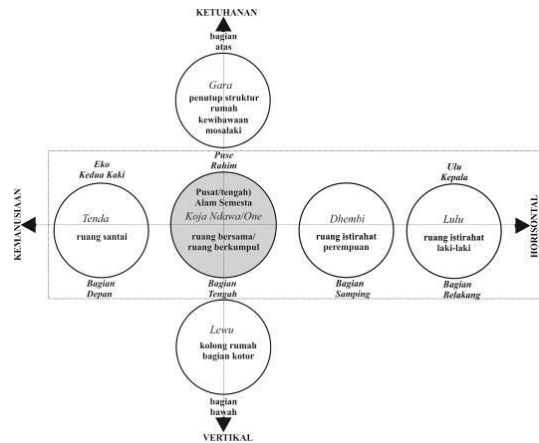 KETUHANAN
bagian
atas
Gara
penutup struktur
rumah
kewibawaan
mosalaki
Eko
Kedua Kaki
Puse
Rahim
Ulu
Kepala
KEMANUSIAAN
Tenda
ruang santai
Pusat/tengah)
Alam Semesta
Koja Ndawa/One
ruang bersama/
ruang berkumpul
Dhembi
ruang istirahat
perempuan
Lulu
ruang istirahat
laki-laki
HORISONTAL
Bagian
Depan
Bagian
Tengah
Bagian
Samping
Bagian
Belakang
Lewu
kolong rumah
bagian kotor
bagian
bawah
VERTIKAL